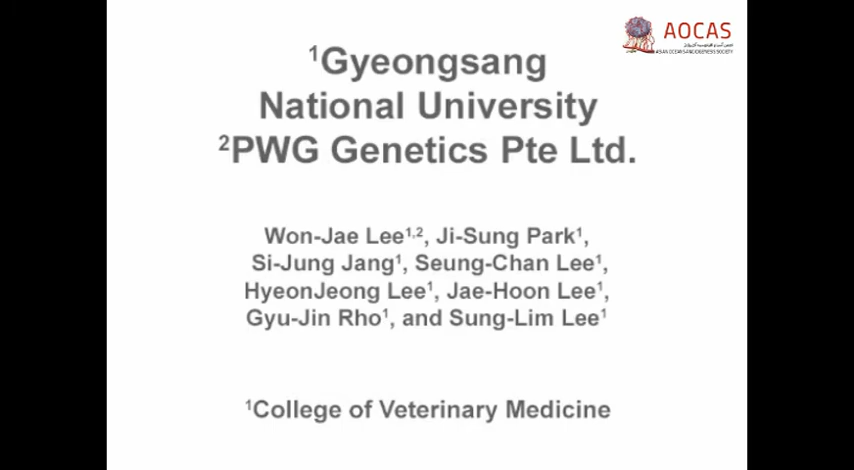 AOCAS
¹Gyeongsang
National University
²PWG Genetics Pte Ltd.
Won-Jae Lee¹,², Ji-Sung Park¹,
Si-Jung Jang¹, Seung-Chan Lee¹,
HyeonJeong Lee¹, Jae-Hoon Lee¹,
Gyu-Jin Rho¹, and Sung-Lim Lee¹
¹College of Veterinary Medicine